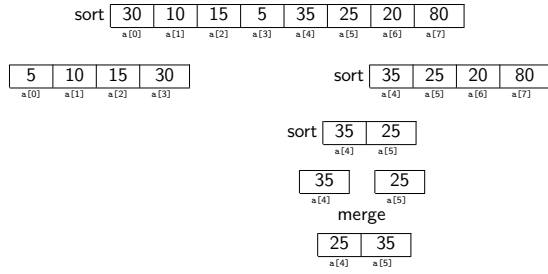 sort 30 10 15 5 35 25 20 80
a[0] a[1] a[2] a[3] a[4] a[5] a[6] a[7]
5 10 15 30 sort 35 25 20 80
a[0] a[1] a[2] a[3] a[4] a[5] a[6] a[7]
sort 35 25
a[4] a[5]
35 25
a[4] a[5]
merge
25 35
a[4] a[5]